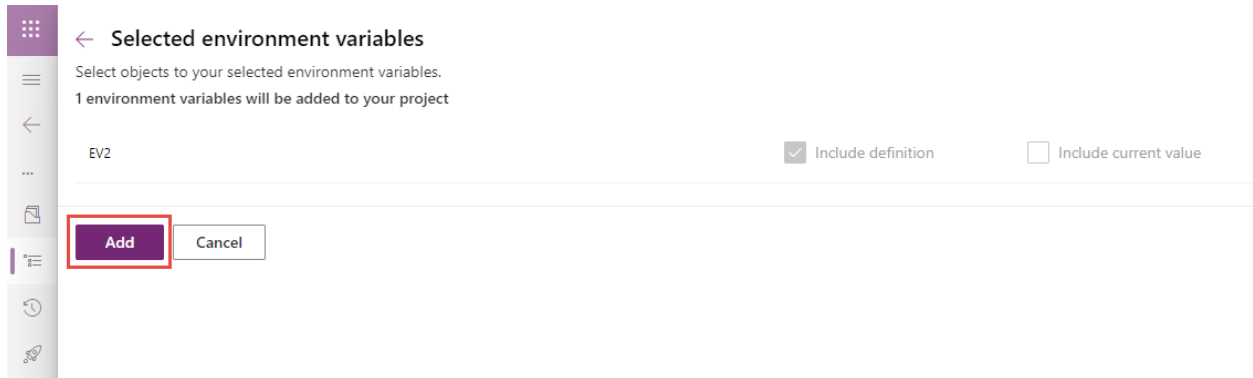 Selected environment variables
Select objects to your selected environment variables.
1 environment variables will be added to your project
EV2 Include definition Include current value
Add Cancel